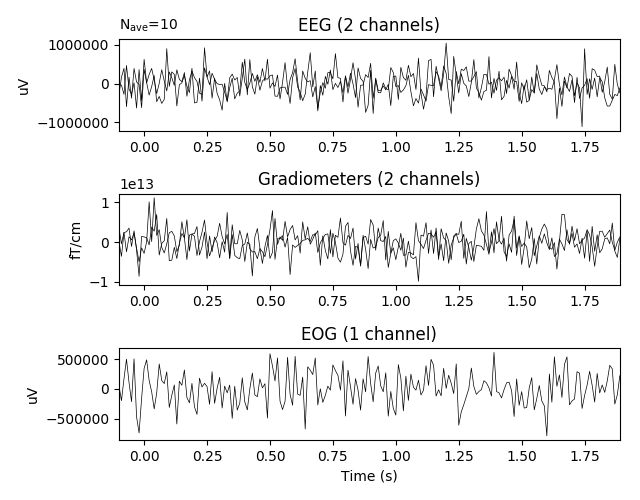 N_ave=10
EEG (2 channels)
1000000
0
−1000000
uV
0.00 0.25 0.50 0.75 1.00 1.25 1.50 1.75
Gradiometers (2 channels)
1e13
1
0
−1
fT/cm
0.00 0.25 0.50 0.75 1.00 1.25 1.50 1.75
EOG (1 channel)
500000
0
−500000
uV
0.00 0.25 0.50 0.75 1.00 1.25 1.50 1.75
Time (s)